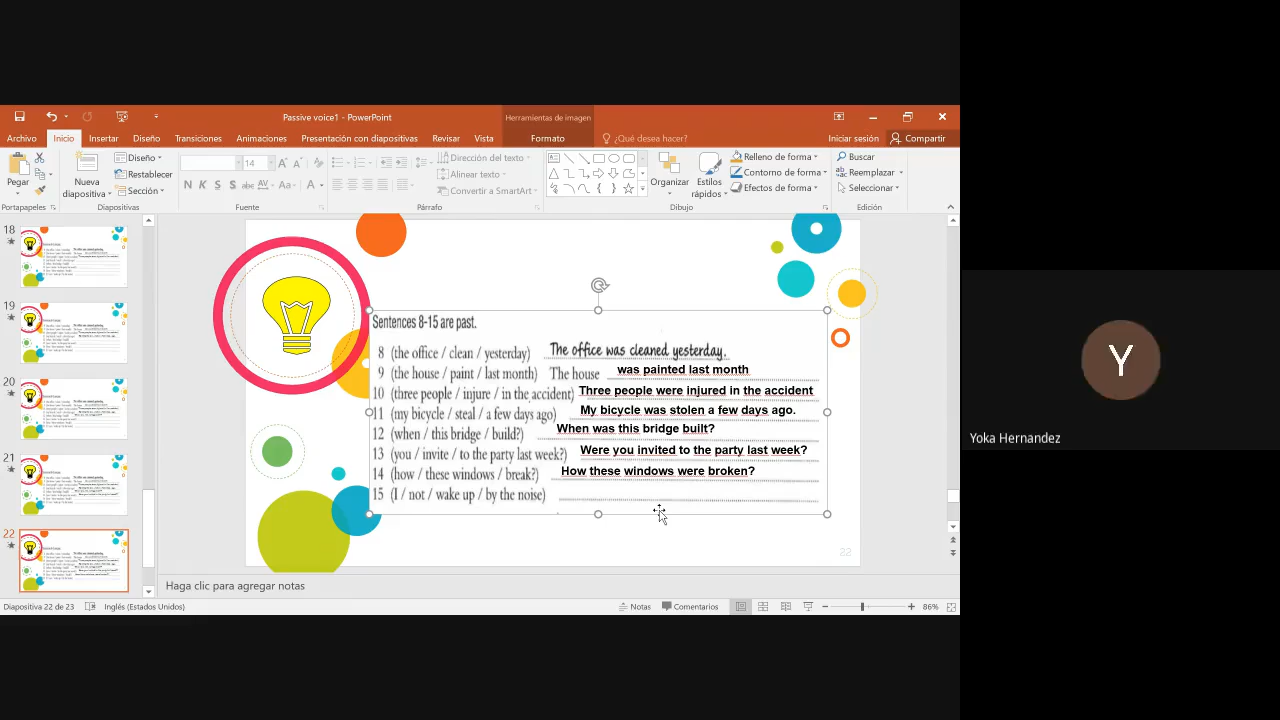 Passive voice1 - PowerPoint
Herramientas de imagen
Archivo Inicio Insertar Diseño Transiciones Animaciones Presentación con diapositivas Revisar Vista Formato ¿Qué desea hacer? Iniciar sesión Compartir
Pegar
Nueva diapositiva
Diseño
Restablecer
Sección
14
N K S S abc AV Aa A
Dirección del texto
Alinear texto
Convertir a SmartArt
Organizar
Estilos rápidos
Relleno de forma
Contorno de forma
Efectos de forma
Buscar
Reemplazar
Seleccionar
Portapapeles Diapositivas Fuente Párrafo Dibujo Edición
18
19
20
21
22
Sentences 8-15 are past.
8 (the office / clean / yesterday) The office was cleaned yesterday.
9 (the house / paint / last month) The house was painted last month
10 (three people / injure / in the accident) Three people were injured in the accident
11 (my bicycle / steal / a few days ago) My bicycle was stolen a few days ago.
12 (when / this bridge / build?) When was this bridge built?
13 (you / invite / to the party last week?) Were you invited to the party last week?
14 (how / these windows / break?) How these windows were broken?
15 (I / not / wake up / by the noise)
22
Haga clic para agregar notas
Diapositiva 22 de 23 Inglés (Estados Unidos) Notas Comentarios 86%
Y
Yoka Hernandez